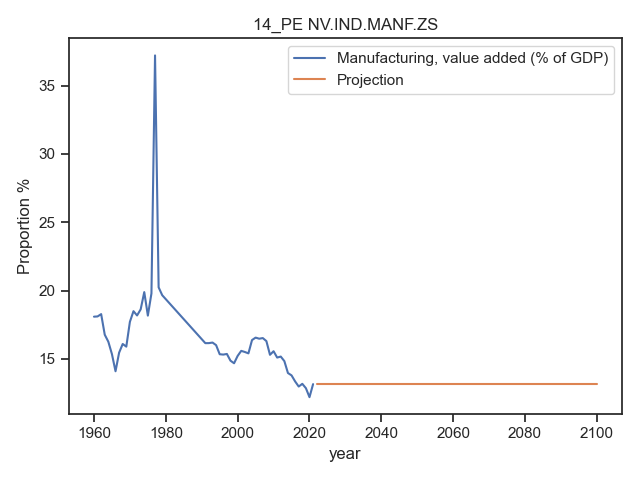 14_PE NV.IND.MANF.ZS
Manufacturing, value added (% of GDP)
Projection
Proportion %
35
30
25
20
15
1960 1980 2000 2020 2040 2060 2080 2100
year